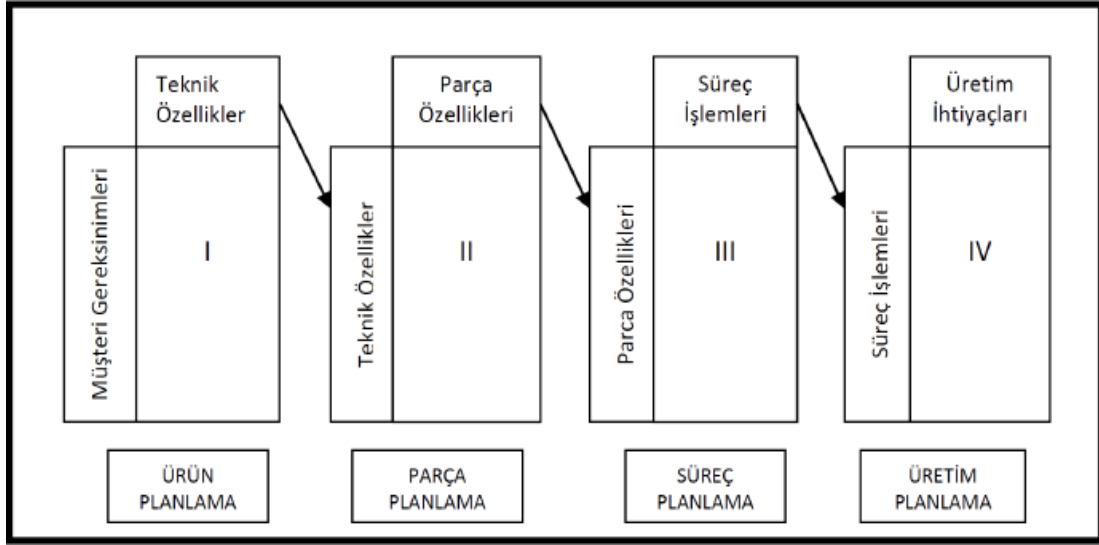 Teknik
Özellikler
Parça
Özellikleri
Süreç
İşlemleri
Üretim
İhtiyaçları
Müşteri Gereksinimleri
I
Teknik Özellikler
II
Parca Özellikleri
III
Süreç İşlemleri
IV
ÜRÜN
PLANLAMA
PARÇA
PLANLAMA
SÜREÇ
PLANLAMA
ÜRETİM
PLANLAMA